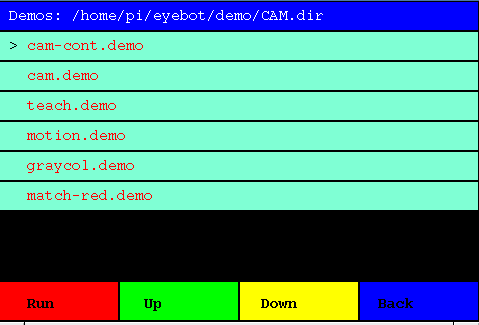 Demos: /home/pi/eyebot/demo/CAM.dir
> cam-cont.demo
cam.demo
teach.demo
motion.demo
graycol.demo
match-red.demo
Run Up Down Back